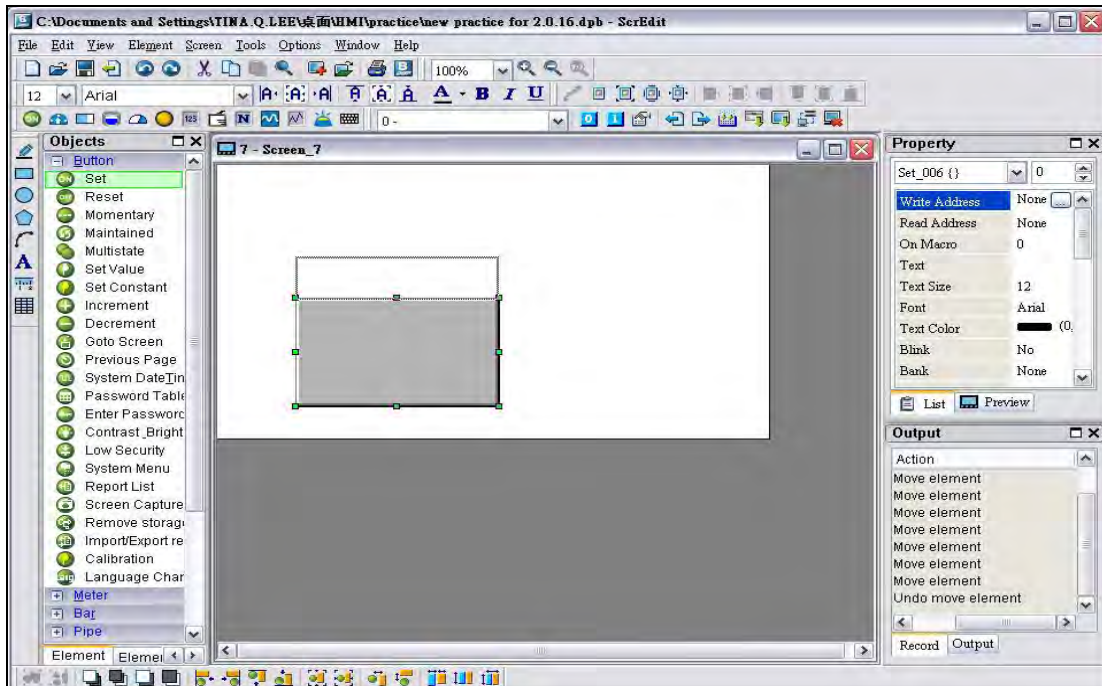 C:\Documents and Settings\TINA.Q.LEE\桌面\HMI\practice\new practice for 2.0.16.dpb - ScrEdit
File Edit View Element Screen Tools Options Window Help
100%
12 Arial
A A A A A A A B I U
123 N 0 -
Objects
Button
Set
Reset
Momentary
Maintained
Multistate
Set Value
Set Constant
Increment
Decrement
Goto Screen
Previous Page
System DateTin
Password Table
Enter Passworc
Contrast_Bright
Low Security
System Menu
Report List
Screen Capture
Remove storag
Import/Export re
Calibration
Language Char
Meter
Bar
Pipe
Element Elemei
7 - Screen_7
Property
Set_006 {} 0
Write Address None ...
Read Address None
On Macro 0
Text
Text Size 12
Font Arial
Text Color (0,
Blink No
Bank None
List Preview
Output
Action
Move element
Move element
Move element
Move element
Move element
Move element
Move element
Undo move element
Record Output